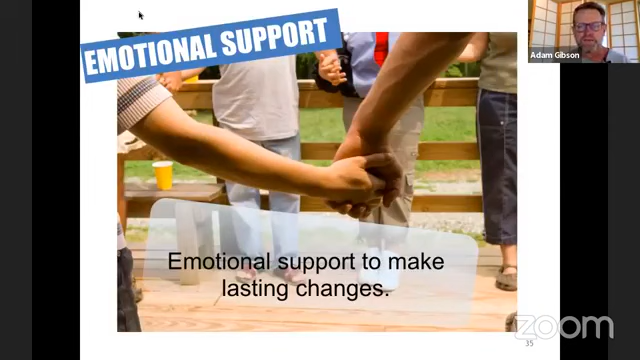 EMOTIONAL SUPPORT
Adam Gibson
Emotional support to make
lasting changes.
zoom
35